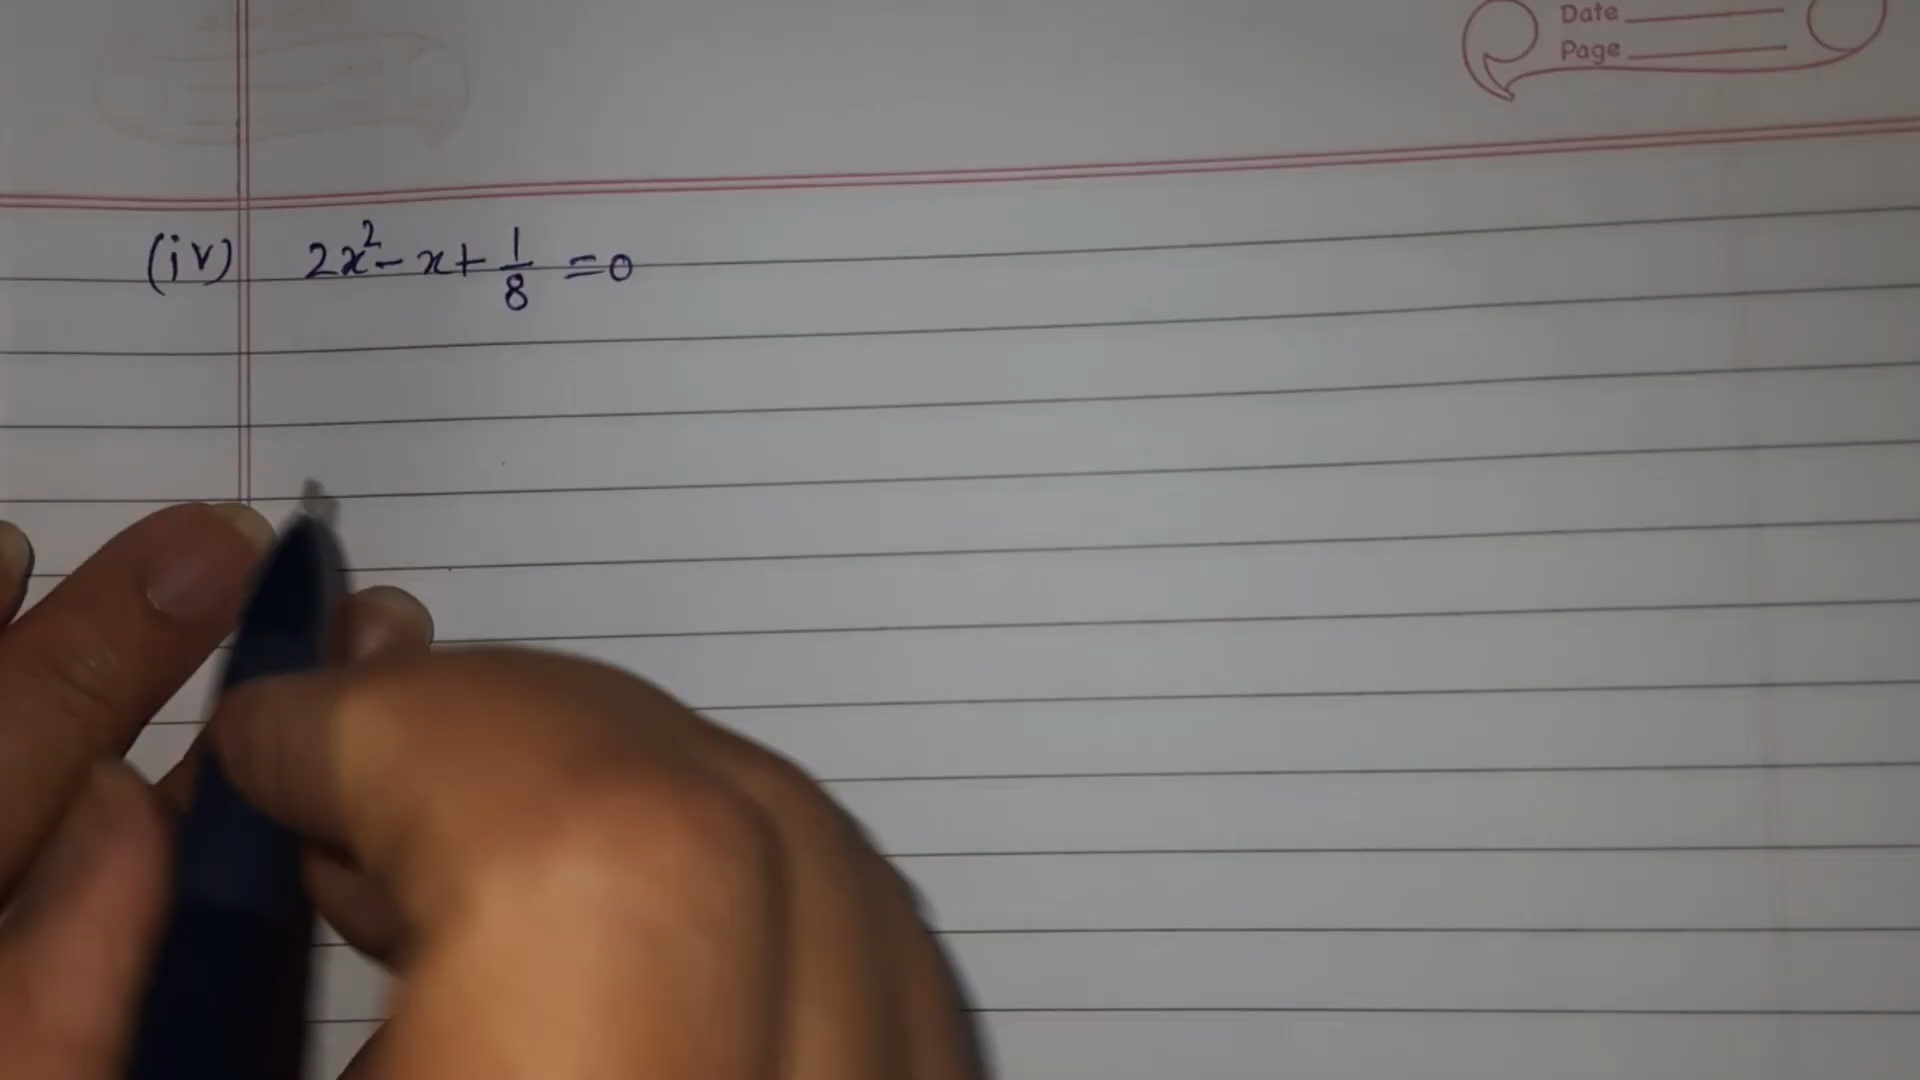 Date
Page
(iv) 2x² - x + 1/8 = 0